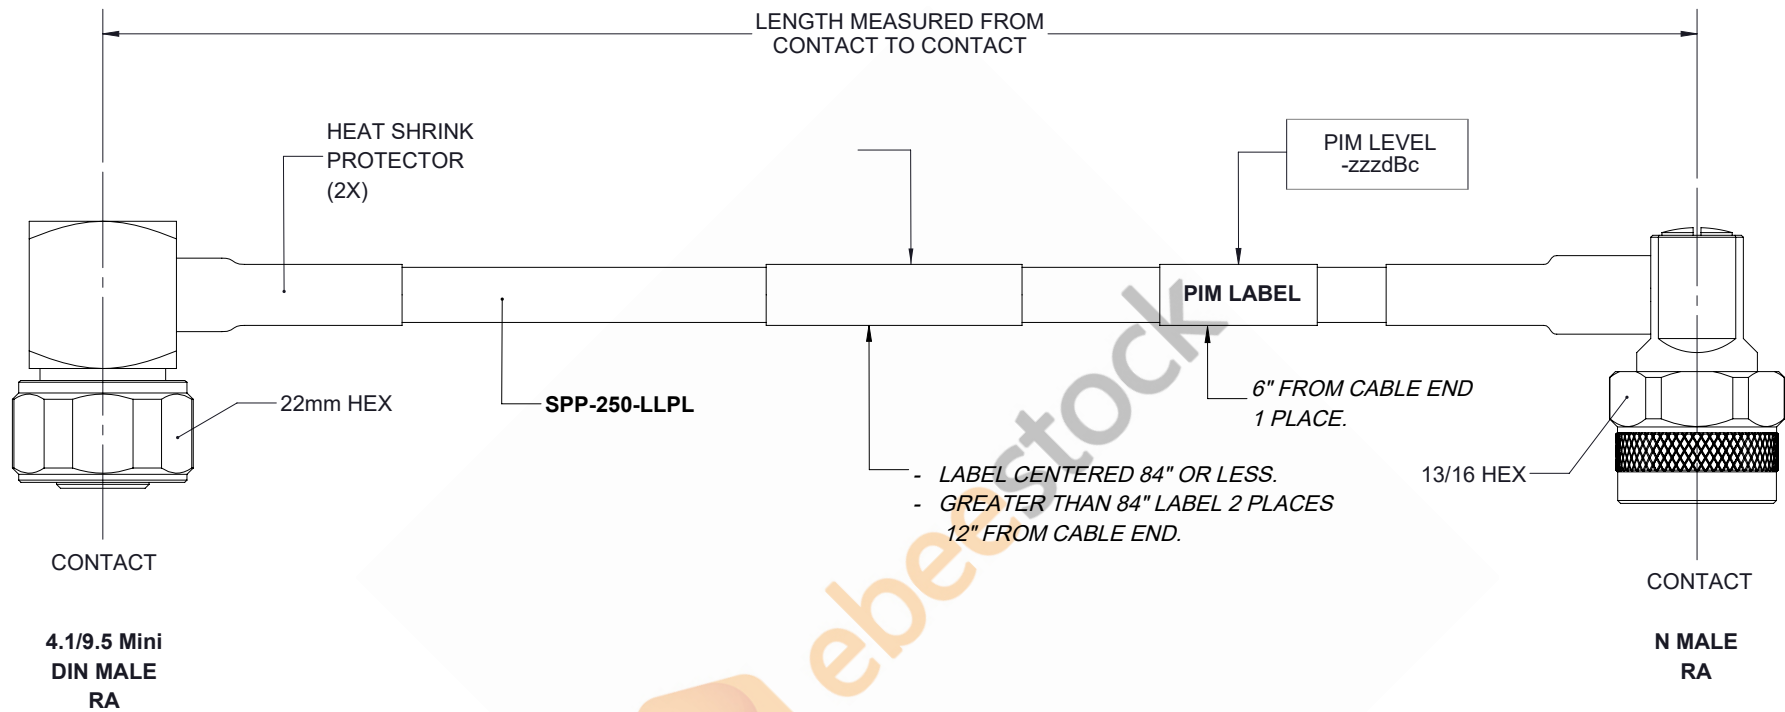 LENGTH MEASURED FROM
CONTACT TO CONTACT
HEAT SHRINK
PROTECTOR
(2X)
PIM LEVEL
-zzzdBc
PIM LABEL
22mm HEX
SPP-250-LLPL
6" FROM CABLE END
1 PLACE.
- LABEL CENTERED 84" OR LESS.
- GREATER THAN 84" LABEL 2 PLACES
12" FROM CABLE END.
13/16 HEX
CONTACT
4.1/9.5 Mini
DIN MALE
RA
CONTACT
N MALE
RA
ebeestock